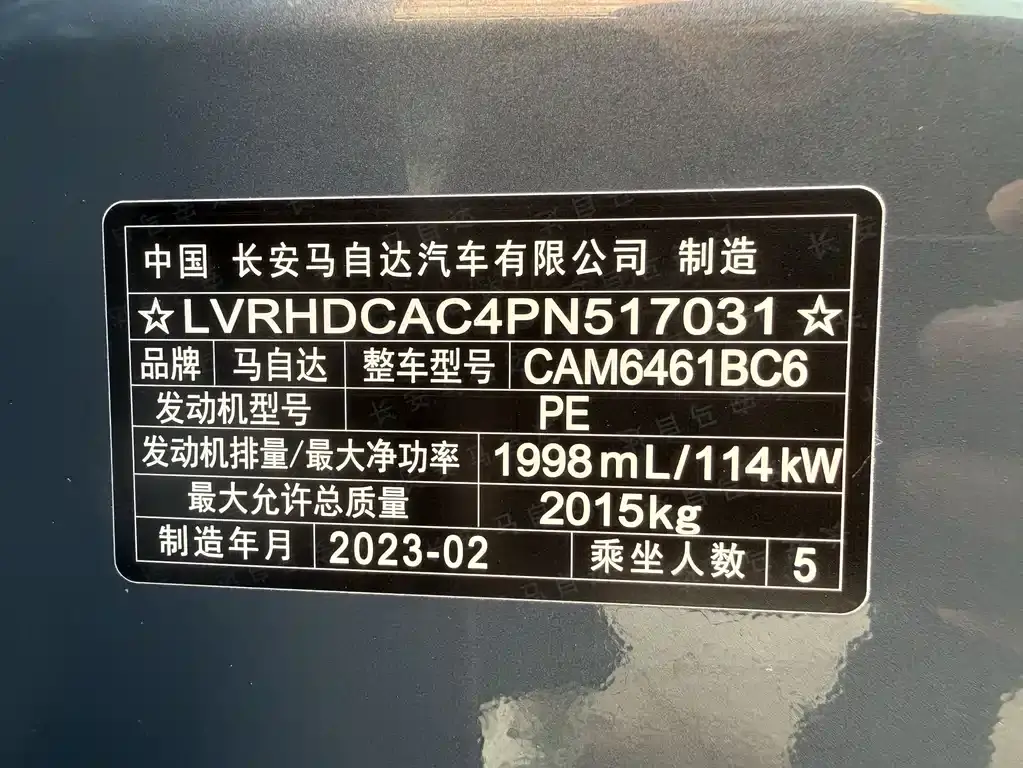 中国 长安马自达汽车有限公司 制造
☆LVRHDCAC4PN517031☆
品牌 马自达 整车型号 CAM6461BC6
发动机型号 PE
发动机排量/最大净功率 1998mL/114kW
最大允许总质量 2015kg
制造年月 2023-02 乘坐人数 5